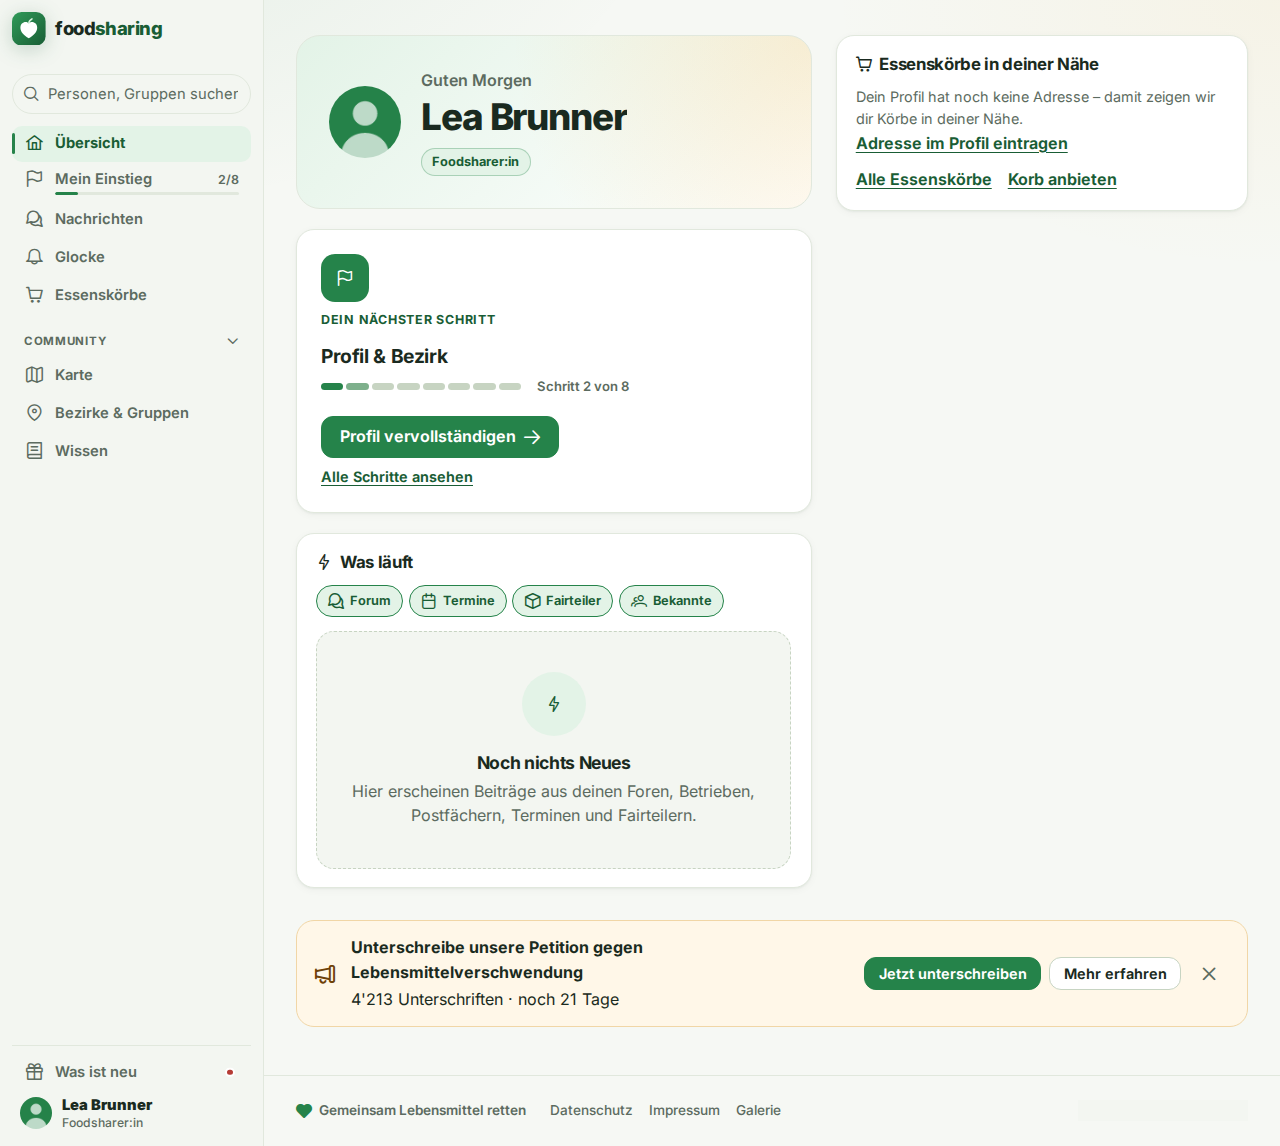 foodsharing
Personen, Gruppen sucher
Übersicht
Mein Einstieg 2/8
Nachrichten
Glocke
Essenskörbe
COMMUNITY
Karte
Bezirke & Gruppen
Wissen
Was ist neu
Lea Brunner
Foodsharer:in
Guten Morgen
Lea Brunner
Foodsharer:in
Essenskörbe in deiner Nähe
Dein Profil hat noch keine Adresse – damit zeigen wir
dir Körbe in deiner Nähe.
Adresse im Profil eintragen
Alle Essenskörbe Korb anbieten
DEIN NÄCHSTER SCHRITT
Profil & Bezirk
Schritt 2 von 8
Profil vervollständigen
Alle Schritte ansehen
Was läuft
Forum Termine Fairteiler Bekannte
Noch nichts Neues
Hier erscheinen Beiträge aus deinen Foren, Betrieben,
Postfächern, Terminen und Fairteilern.
Unterschreibe unsere Petition gegen
Lebensmittelverschwendung
4'213 Unterschriften · noch 21 Tage
Jetzt unterschreiben Mehr erfahren
Gemeinsam Lebensmittel retten Datenschutz Impressum Galerie